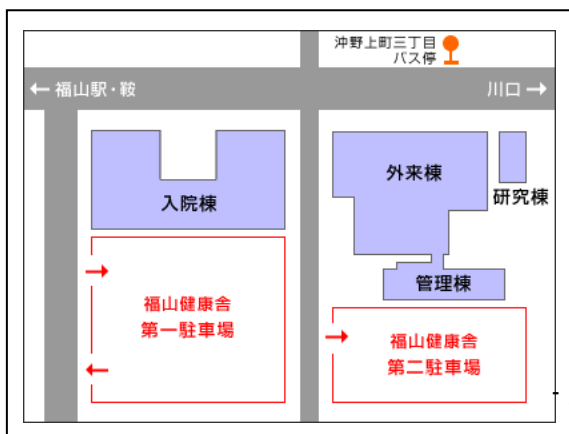 沖野上町三丁目
バス停
← 福山駅・鞍
川口 →
入院棟
外来棟
研究棟
管理棟
福山健康舎
第一駐車場
福山健康舎
第二駐車場